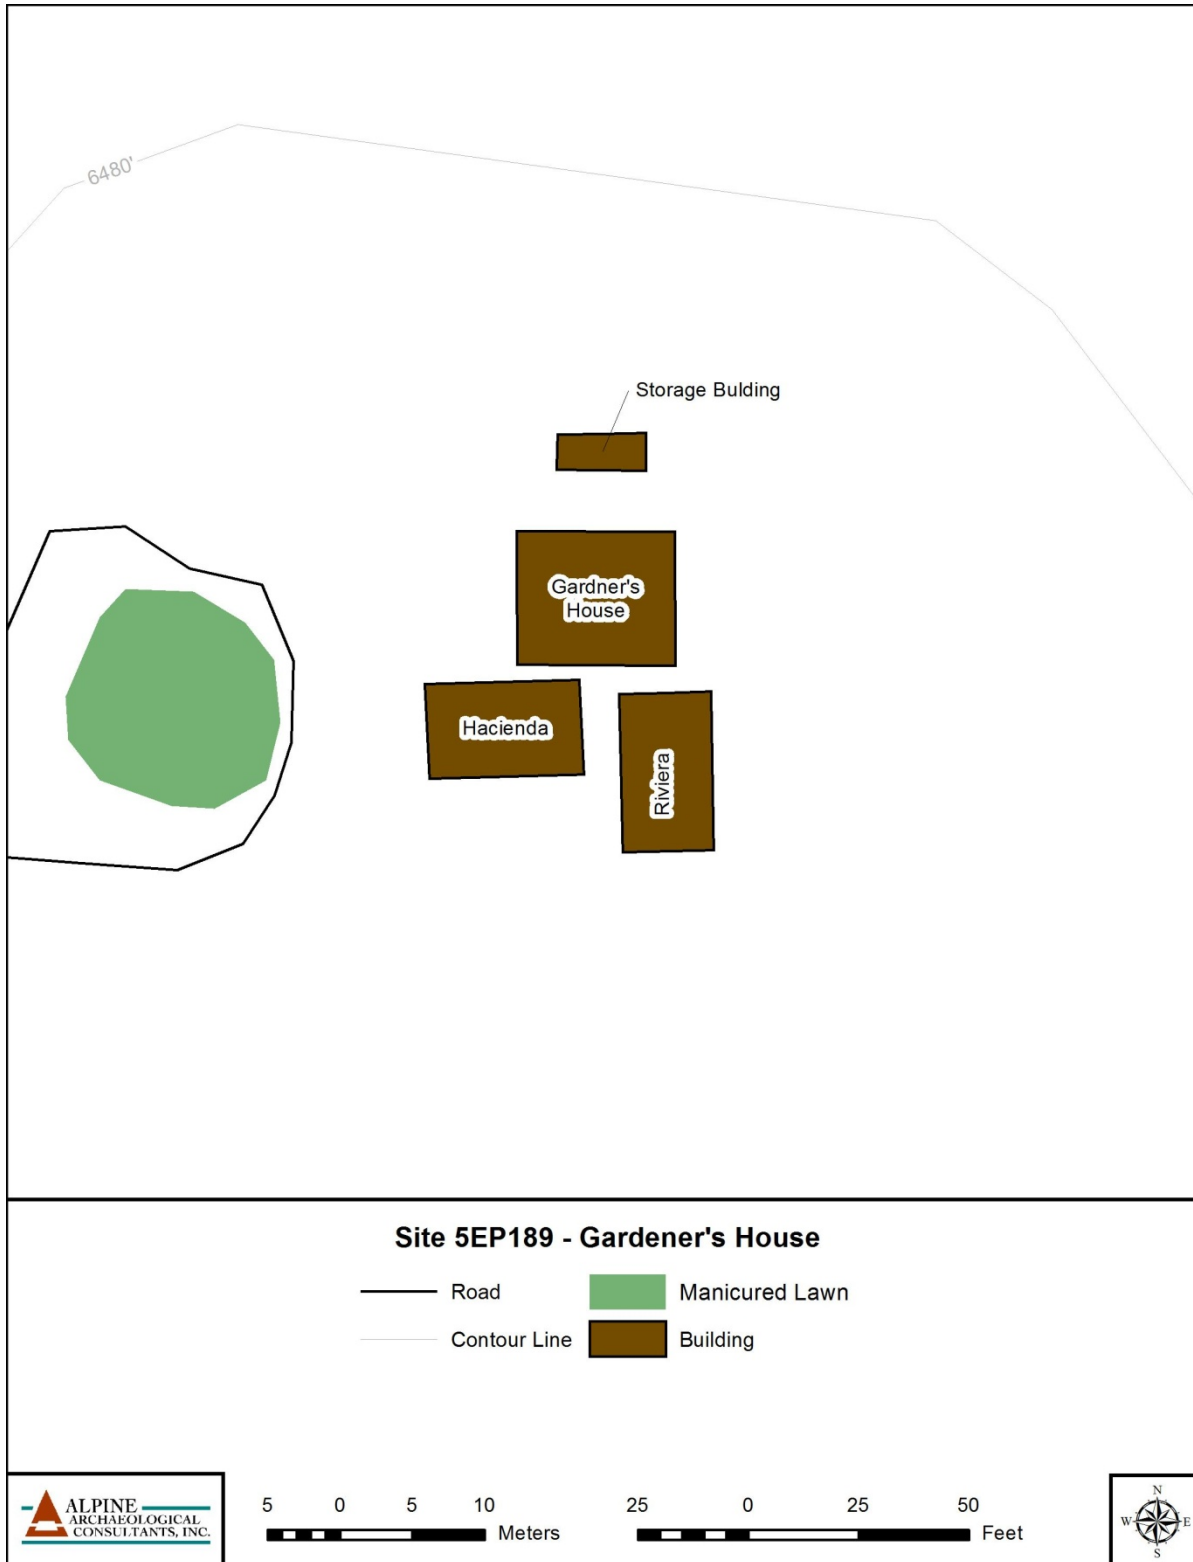 6480'
Storage Bulding
Gardner's
House
Hacienda
Riviera
Site 5EP189 - Gardener's House
Road
Manicured Lawn
Contour Line
Building
ALPINE
ARCHAEOLOGICAL
CONSULTANTS, INC.
5 0 5 10
Meters
25 0 25 50
Feet
N
W E
S